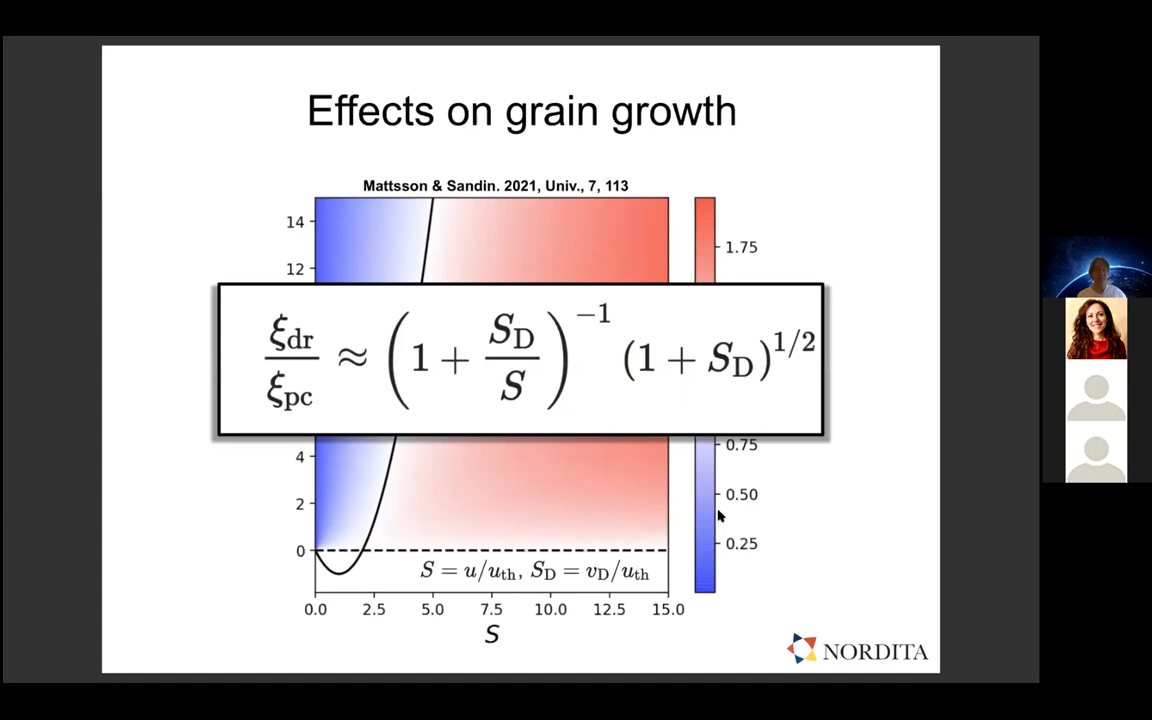 Effects on grain growth
Mattsson & Sandin. 2021, Univ., 7, 113
14
12
4
2
0
1.75
0.75
0.50
0.25
ξdr/ξpc ≈ (1 + SD/S)^−1 (1 + SD)^1/2
S = u/uth, SD = vD/uth
0.0 2.5 5.0 7.5 10.0 12.5 15.0
S
NORDITA